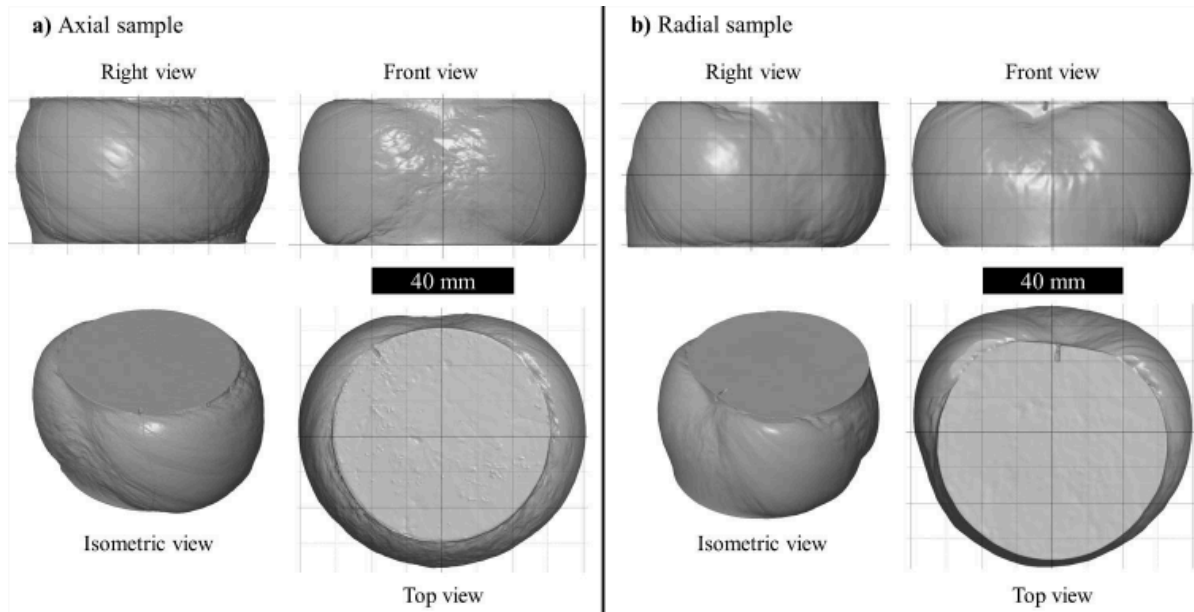 a) Axial sample
Right view
Front view
40 mm
Isometric view
Top view
b) Radial sample
Right view
Front view
40 mm
Isometric view
Top view